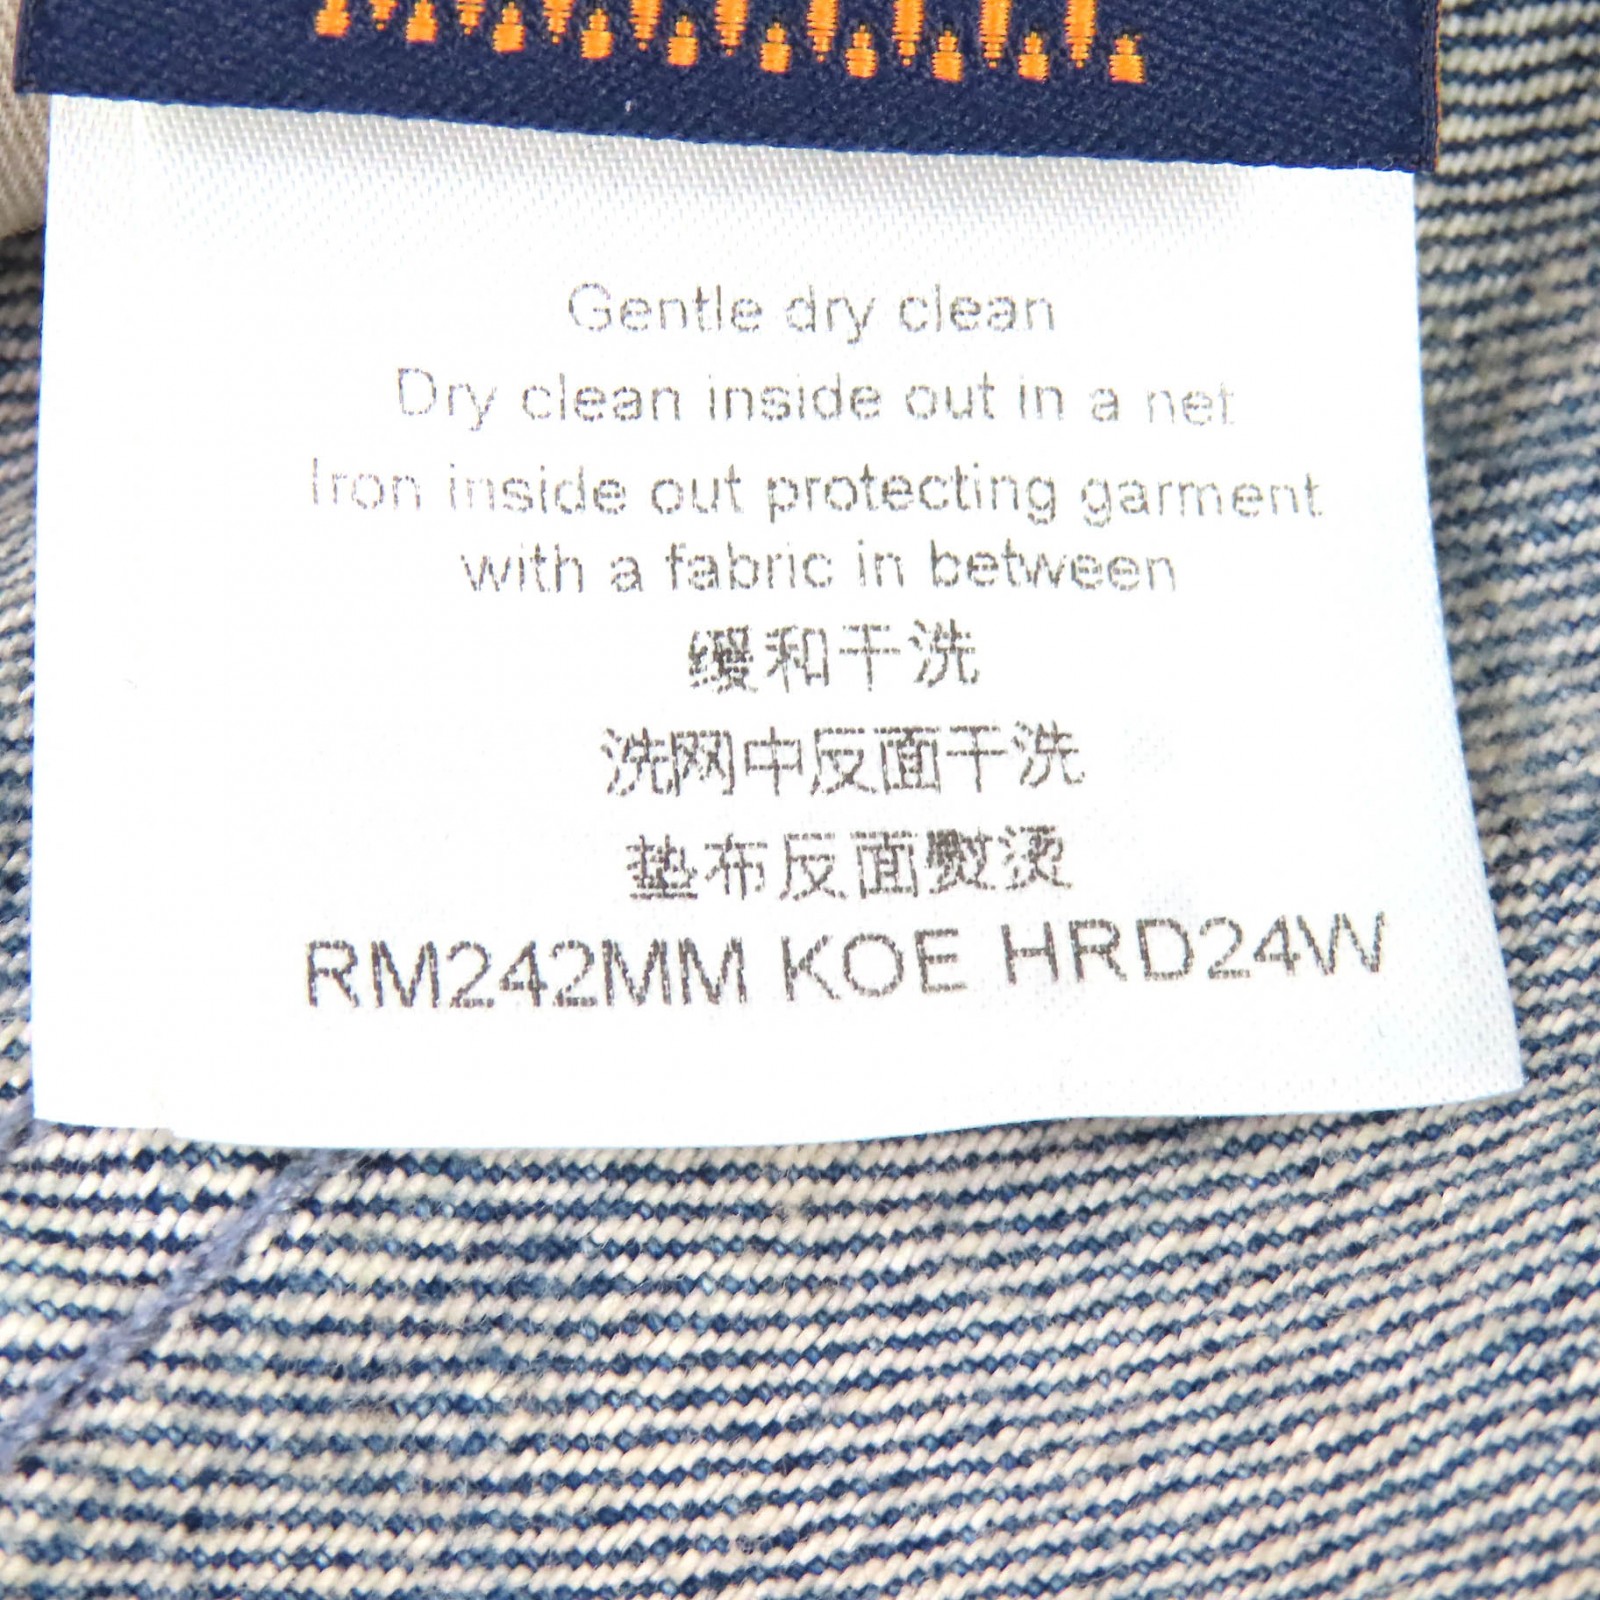 Gentle dry clean
Dry clean inside out in a net
Iron inside out protecting garment
with a fabric in between
缓和干洗
洗网中反面干洗
垫布反面熨烫
RM242MM KOE HRD24W